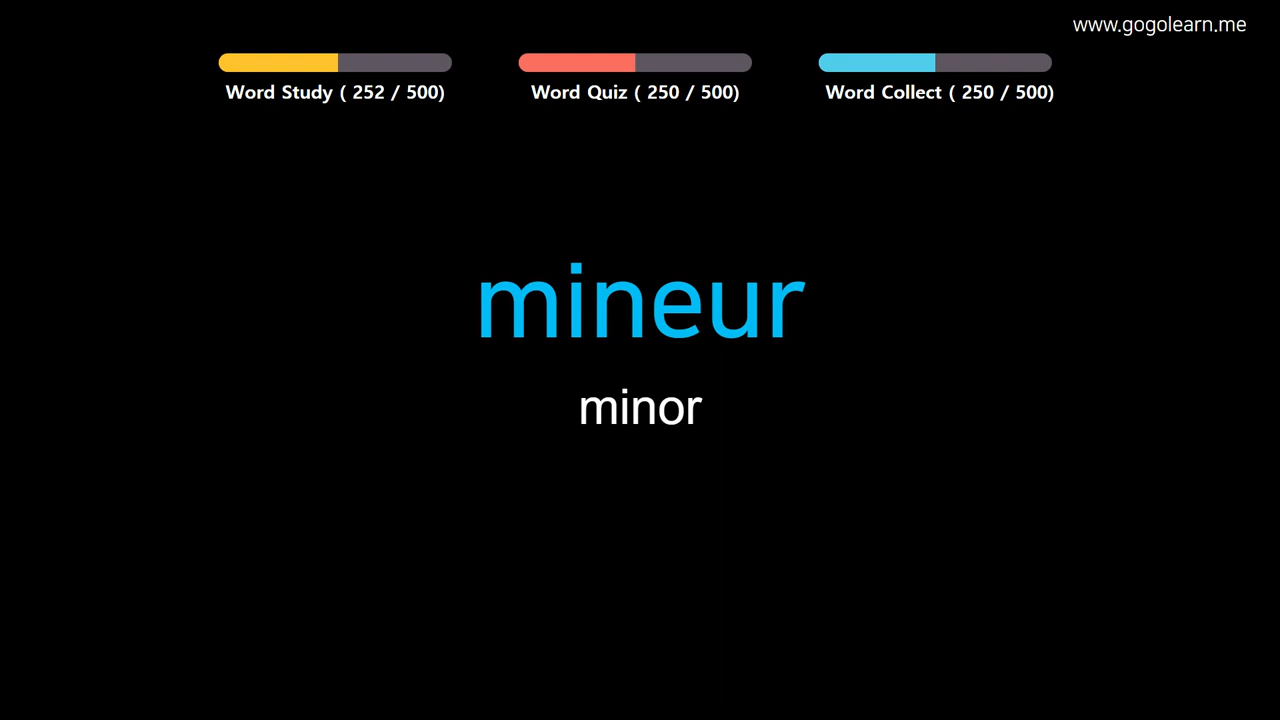 www.gogolearn.me
Word Study ( 252 / 500)
Word Quiz ( 250 / 500)
Word Collect ( 250 / 500)
mineur
minor